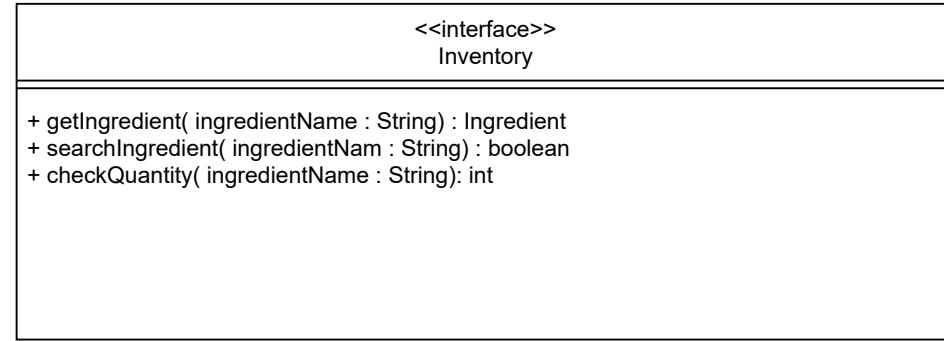 <<interface>>
Inventory
+ getIngredient( ingredientName : String) : Ingredient
+ searchIngredient( ingredientNam : String) : boolean
+ checkQuantity( ingredientName : String): int